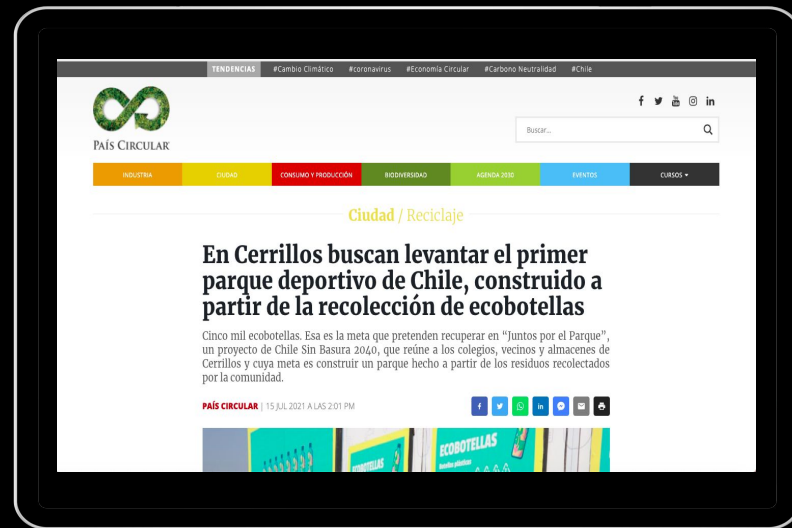 TENDENCIAS #Cambio Climático #coronavirus #Economía Circular #Carbono Neutralidad #Chile
PAÍS CIRCULAR
Buscar...
INDUSTRIA CIUDAD CONSUMO Y PRODUCCIÓN BIODIVERSIDAD AGENDA 2030 EVENTOS CURSOS
Ciudad / Reciclaje
En Cerrillos buscan levantar el primer
parque deportivo de Chile, construido a
partir de la recolección de ecobotellas
Cinco mil ecobotellas. Esa es la meta que pretenden recuperar en “Juntos por el Parque”,
un proyecto de Chile Sin Basura 2040, que reúne a los colegios, vecinos y almacenes de
Cerrillos y cuya meta es construir un parque hecho a partir de los residuos recolectados
por la comunidad.
PAÍS CIRCULAR | 15 JUL 2021 A LAS 2:01 PM
ECOBOTELLAS
ECOBOTELLAS
botellas plásticas